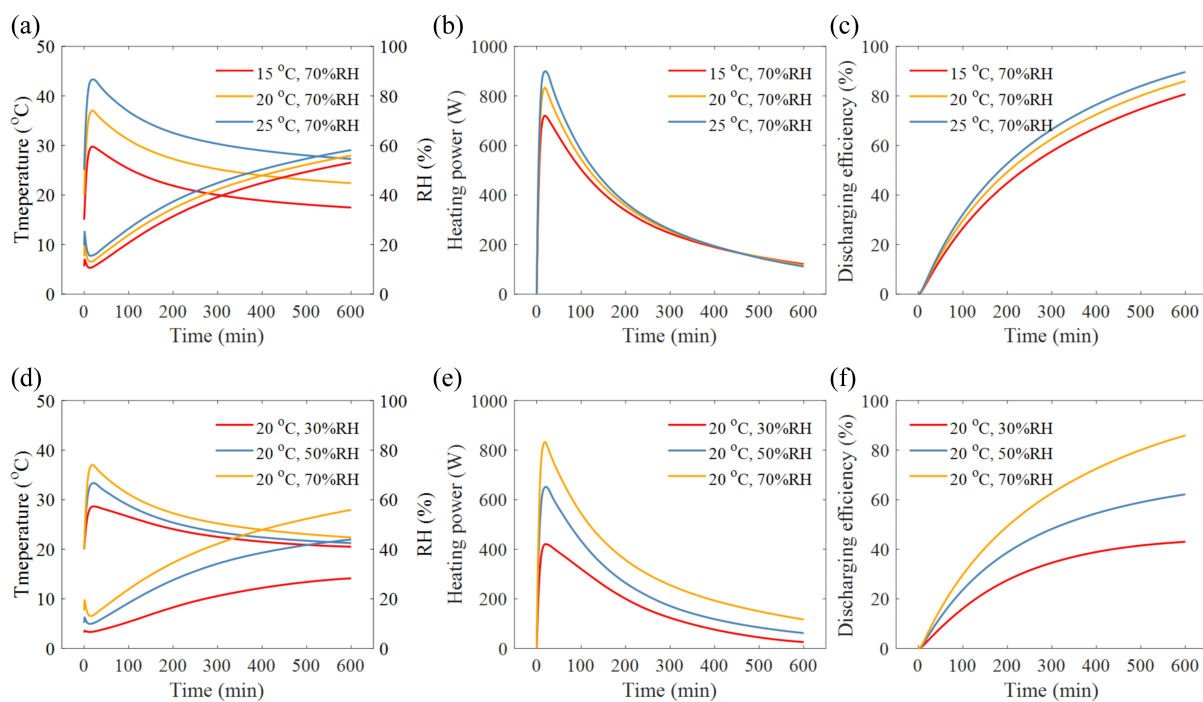 (a)
50
40
30
20
10
0
Tmeperature (°C)
100
80
60
40
20
0
RH (%)
15 °C, 70%RH
20 °C, 70%RH
25 °C, 70%RH
0 100 200 300 400 500 600
Time (min)
(b)
1000
800
600
400
200
0
Heating power (W)
15 °C, 70%RH
20 °C, 70%RH
25 °C, 70%RH
0 100 200 300 400 500 600
Time (min)
(c)
100
80
60
40
20
0
Discharging efficiency (%)
15 °C, 70%RH
20 °C, 70%RH
25 °C, 70%RH
0 100 200 300 400 500 600
Time (min)
(d)
50
40
30
20
10
0
Tmeperature (°C)
100
80
60
40
20
0
RH (%)
20 °C, 30%RH
20 °C, 50%RH
20 °C, 70%RH
0 100 200 300 400 500 600
Time (min)
(e)
1000
800
600
400
200
0
Heating power (W)
20 °C, 30%RH
20 °C, 50%RH
20 °C, 70%RH
0 100 200 300 400 500 600
Time (min)
(f)
100
80
60
40
20
0
Discharging efficiency (%)
20 °C, 30%RH
20 °C, 50%RH
20 °C, 70%RH
0 100 200 300 400 500 600
Time (min)